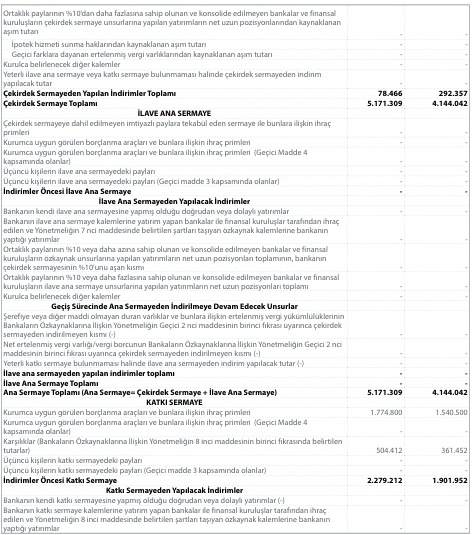 Ortaklık paylarının %10'dan daha fazlasına sahip olunan ve konsolide edilmeyen bankalar ve finansal
kuruluşların çekirdek sermaye unsurlarına yapılan yatırımların net uzun pozisyonlarından kaynaklanan
aşım tutarı - -
İpotek hizmeti sunma haklarından kaynaklanan aşım tutarı - -
Geçici farklara dayanan ertelenmiş vergi varlıklarından kaynaklanan aşım tutarı - -
Kurulca belirlenecek diğer kalemler - -
Yeterli ilave ana sermaye veya katkı sermaye bulunmaması halinde çekirdek sermayeden indirim
yapılacak tutar - -
Çekirdek Sermayeden Yapılan İndirimler Toplamı 78.466 292.357
Çekirdek Sermaye Toplamı 5.171.309 4.144.042
İLAVE ANA SERMAYE
Çekirdek sermayeye dahil edilmeyen imtiyazlı paylara tekabül eden sermaye ile bunlara ilişkin ihraç
primleri - -
Kurumca uygun görülen borçlanma araçları ve bunlara ilişkin ihraç primleri - -
Kurumca uygun görülen borçlanma araçları ve bunlara ilişkin ihraç primleri (Geçici Madde 4
kapsamında olanlar) - -
Üçüncü kişilerin ilave ana sermayedeki payları - -
Üçüncü kişilerin ilave ana sermayedeki payları (Geçici madde 3 kapsamında olanlar) - -
İndirimler Öncesi İlave Ana Sermaye - -
İlave Ana Sermayeden Yapılacak İndirimler
Bankanın kendi ilave ana sermayesine yapmış olduğu doğrudan veya dolaylı yatırımlar - -
Bankanın ilave ana sermaye kalemlerine yatırım yapan bankalar ile finansal kuruluşlar tarafından ihraç
edilen ve Yönetmeliğin 7 nci maddesinde belirtilen şartları taşıyan özkaynak kalemlerine bankanın
yaptığı yatırımlar - -
Ortaklık paylarının %10 veya daha azına sahip olunan ve konsolide edilmeyen bankalar ve finansal
kuruluşların özkaynak unsurlarına yapılan yatırımların net uzun pozisyonları toplamının, bankanın
çekirdek sermayesinin %10'unu aşan kısmı - -
Ortaklık paylarının %10 veya daha fazlasına sahip olunan ve konsolide edilmeyen bankalar ve finansal
kuruluşların ilave ana sermaye unsurlarına yapılan yatırımların net uzun pozisyonları toplamı - -
Kurulca belirlenecek diğer kalemler - -
Geçiş Sürecinde Ana Sermayeden İndirilmeye Devam Edecek Unsurlar
Şerefiye veya diğer maddi olmayan duran varlıklar ve bunlara ilişkin ertelenmiş vergi yükümlülüklerinin
Bankaların Özkaynaklarına İlişkin Yönetmeliğin Geçici 2 nci maddesinin birinci fıkrası uyarınca çekirdek
sermayeden indirilmeyen kısmı (-) - -
Net ertelenmiş vergi varlığı/vergi borcunun Bankaların Özkaynaklarına İlişkin Yönetmeliğin Geçici 2 nci
maddesinin birinci fıkrası uyarınca çekirdek sermayeden indirilmeyen kısmı (-) - -
Yeterli katkı sermaye bulunmaması halinde ilave ana sermayeden indirim yapılacak tutar (-) - -
İlave ana sermayeden yapılan indirimler toplamı - -
İlave Ana Sermaye Toplamı - -
Ana Sermaye Toplamı (Ana Sermaye= Çekirdek Sermaye + İlave Ana Sermaye) 5.171.309 4.144.042
KATKI SERMAYE
Kurumca uygun görülen borçlanma araçları ve bunlara ilişkin ihraç primleri 1.774.800 1.540.500
Kurumca uygun görülen borçlanma araçları ve bunlara ilişkin ihraç primleri (Geçici Madde 4
kapsamında olanlar) - -
Karşılıklar (Bankaların Özkaynaklarına İlişkin Yönetmeliğin 8 inci maddesinin birinci fıkrasında belirtilen
tutarlar) 504.412 361.452
Üçüncü kişilerin katkı sermayedeki payları - -
Üçüncü kişilerin katkı sermayedeki payları (Geçici madde 3 kapsamında olanlar) - -
İndirimler Öncesi Katkı Sermaye 2.279.212 1.901.952
Katkı Sermayeden Yapılacak İndirimler
Bankanın kendi katkı sermayesine yapmış olduğu doğrudan veya dolaylı yatırımlar (-) - -
Bankanın katkı sermaye kalemlerine yatırım yapan bankalar ile finansal kuruluşlar tarafından ihraç
edilen ve Yönetmeliğin 8 inci maddesinde belirtilen şartları taşıyan özkaynak kalemlerine bankanın
yaptığı yatırımlar - -